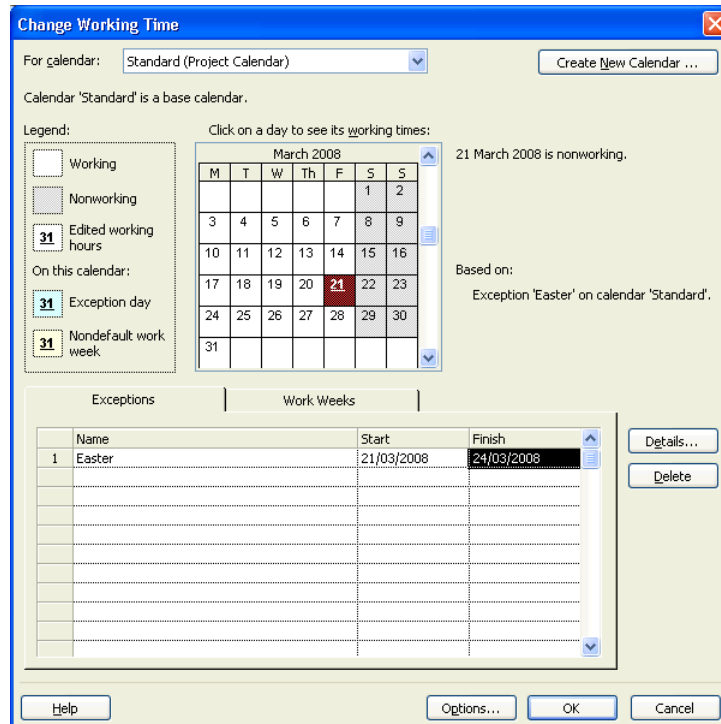 Change Working Time
For calendar: Standard (Project Calendar) Create New Calendar ...
Calendar 'Standard' is a base calendar.
Legend: Click on a day to see its working times:
Working
Nonworking
31 Edited working hours
On this calendar:
31 Exception day
31 Nondefault work week
March 2008
M T W Th F S S
1 2
3 4 5 6 7 8 9
10 11 12 13 14 15 16
17 18 19 20 21 22 23
24 25 26 27 28 29 30
31
21 March 2008 is nonworking.
Based on:
Exception 'Easter' on calendar 'Standard'.
Exceptions Work Weeks
Name Start Finish
1 Easter 21/03/2008 24/03/2008
Details...
Delete
Help Options... OK Cancel